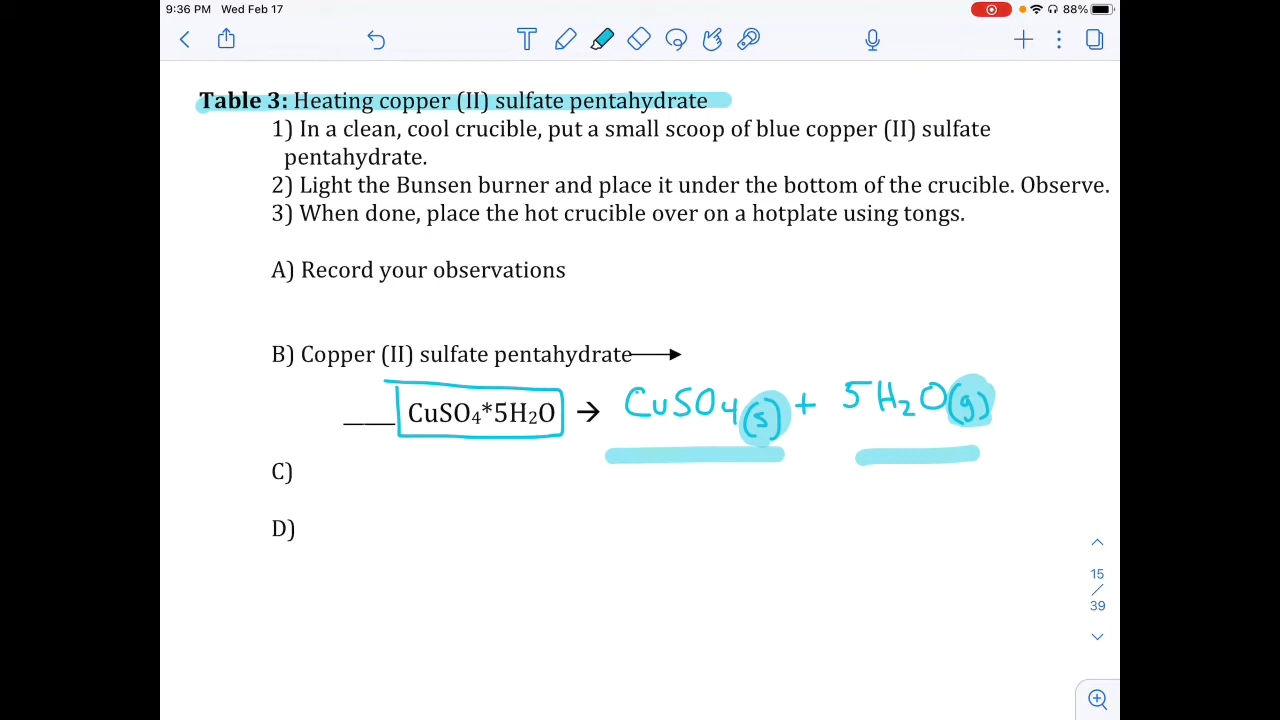 9:36 PM Wed Feb 17
88%
T
Table 3: Heating copper (II) sulfate pentahydrate
1) In a clean, cool crucible, put a small scoop of blue copper (II) sulfate
pentahydrate.
2) Light the Bunsen burner and place it under the bottom of the crucible. Observe.
3) When done, place the hot crucible over on a hotplate using tongs.
A) Record your observations
B) Copper (II) sulfate pentahydrate→
___ CuSO₄*5H₂O → CuSO₄(s) + 5H₂O(g)
C)
D)
15
/
39